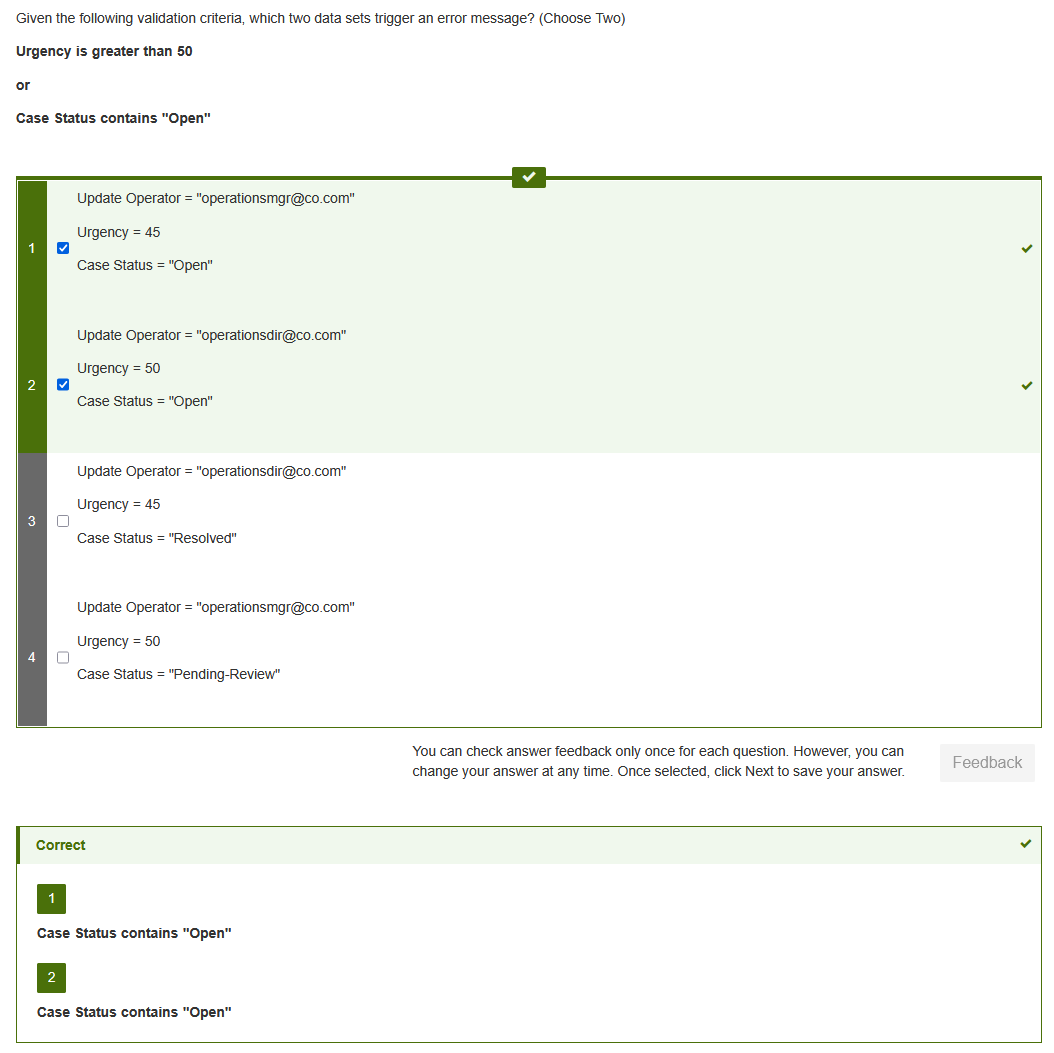 Given the following validation criteria, which two data sets trigger an error message? (Choose Two)
Urgency is greater than 50
or
Case Status contains "Open"
Update Operator = "operationsmgr@co.com"
Urgency = 45
1
Case Status = "Open"
Update Operator = "operationsdir@co.com"
Urgency = 50
2
Case Status = "Open"
Update Operator = "operationsdir@co.com"
Urgency = 45
3
Case Status = "Resolved"
Update Operator = "operationsmgr@co.com"
Urgency = 50
4
Case Status = "Pending-Review"
You can check answer feedback only once for each question. However, you can
change your answer at any time. Once selected, click Next to save your answer.
Feedback
Correct
1
Case Status contains "Open"
2
Case Status contains "Open"